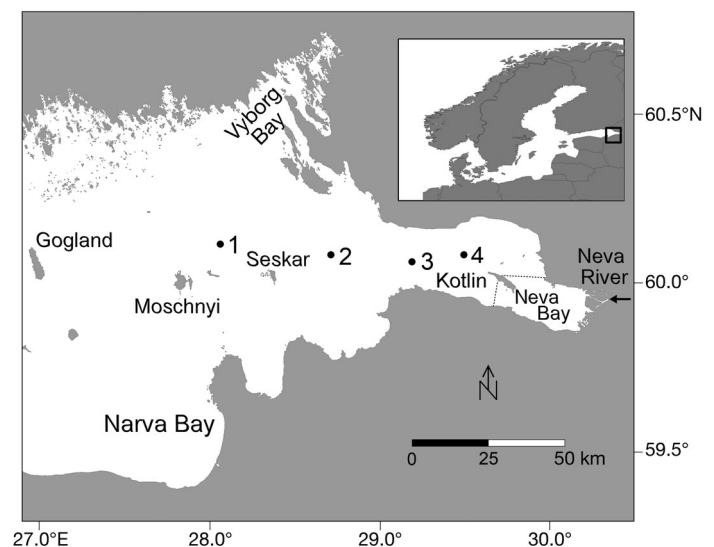 60.5°N
Vyborg
Bay
Gogland
1
Seskar
2
3
4
Neva
River
Kotlin
60.0°
Moschnyi
Neva
Bay
N
Narva Bay
0 25 50 km
59.5°
27.0°E 28.0° 29.0° 30.0°